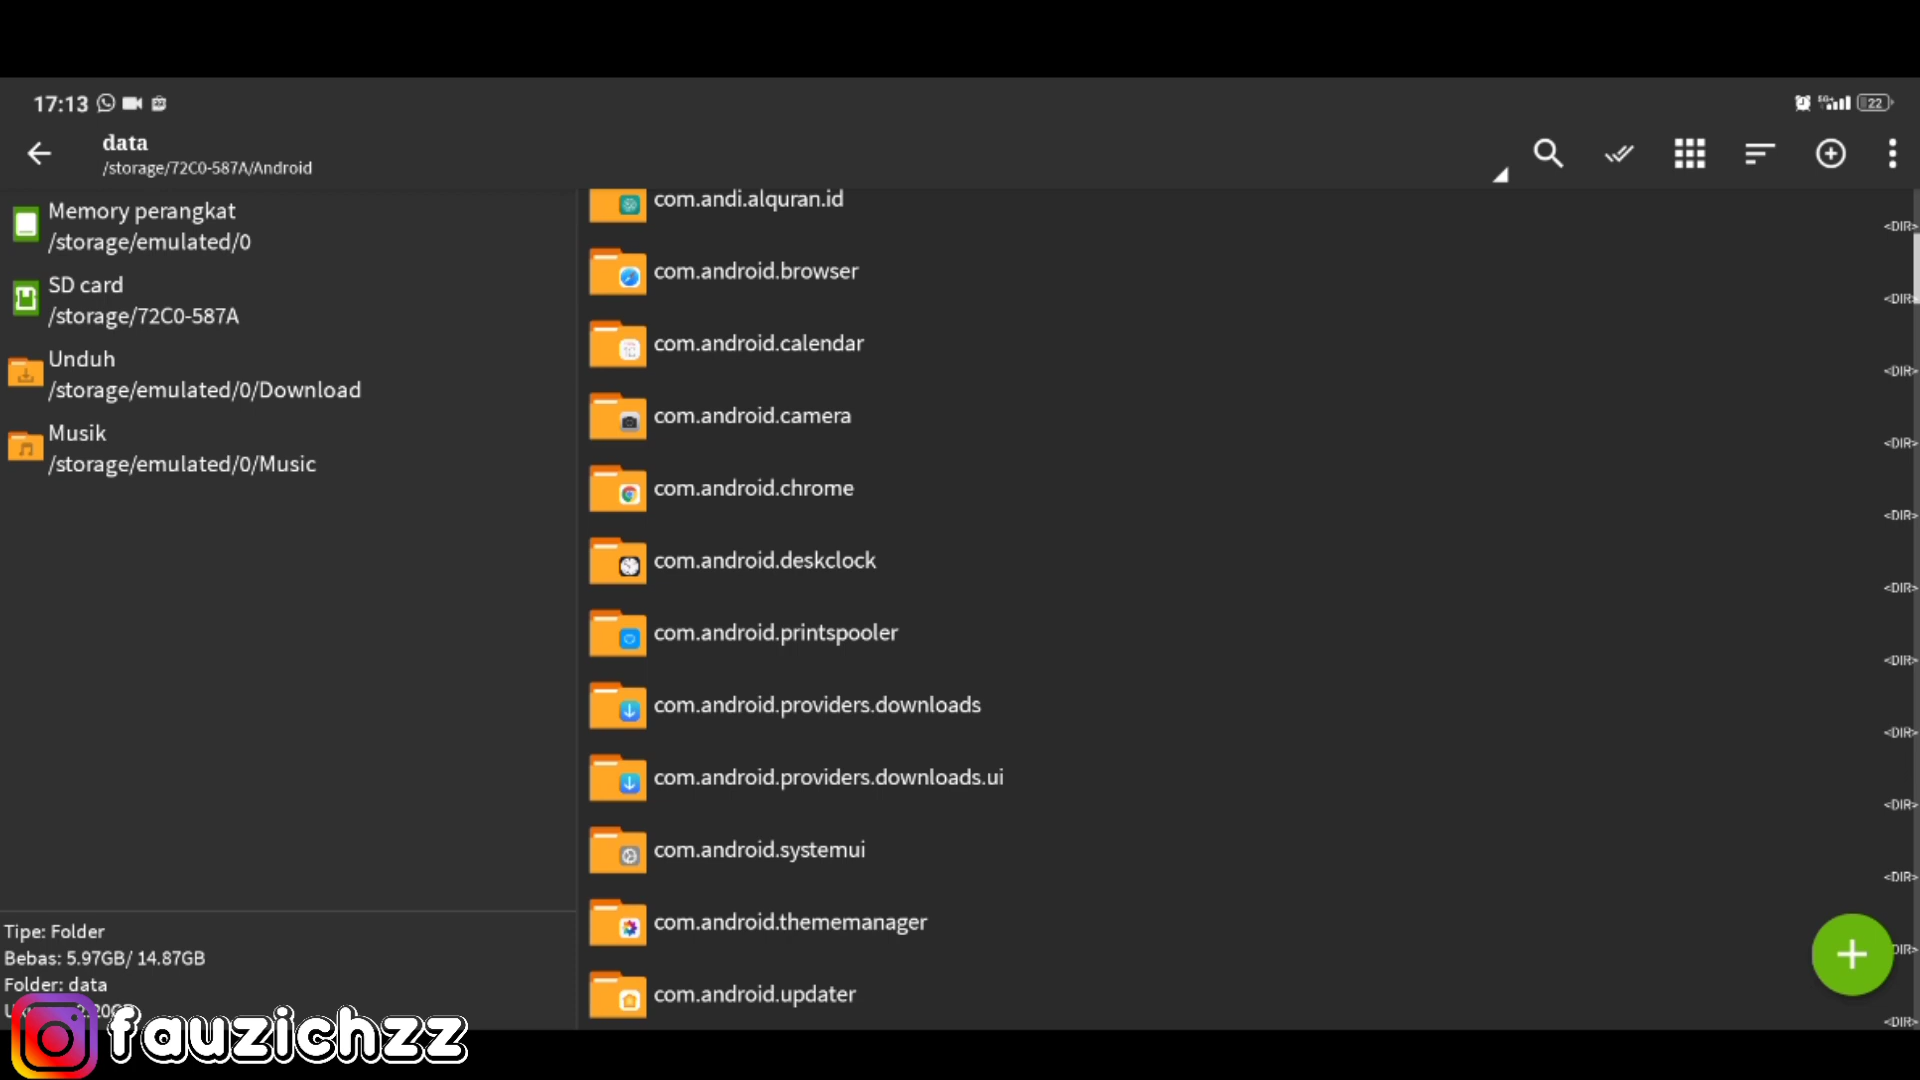 17:13
22
data
/storage/72C0-587A/Android
Memory perangkat
/storage/emulated/0
SD card
/storage/72C0-587A
Unduh
/storage/emulated/0/Download
Musik
/storage/emulated/0/Music
com.andi.alquran.id
<DIR>
com.android.browser
<DIR>
com.android.calendar
<DIR>
com.android.camera
<DIR>
com.android.chrome
<DIR>
com.android.deskclock
<DIR>
com.android.printspooler
<DIR>
com.android.providers.downloads
<DIR>
com.android.providers.downloads.ui
<DIR>
com.android.systemui
<DIR>
com.android.thememanager
DIR>
com.android.updater
<DIR>
Tipe: Folder
Bebas: 5.97GB/ 14.87GB
Folder: data
fauzichzz